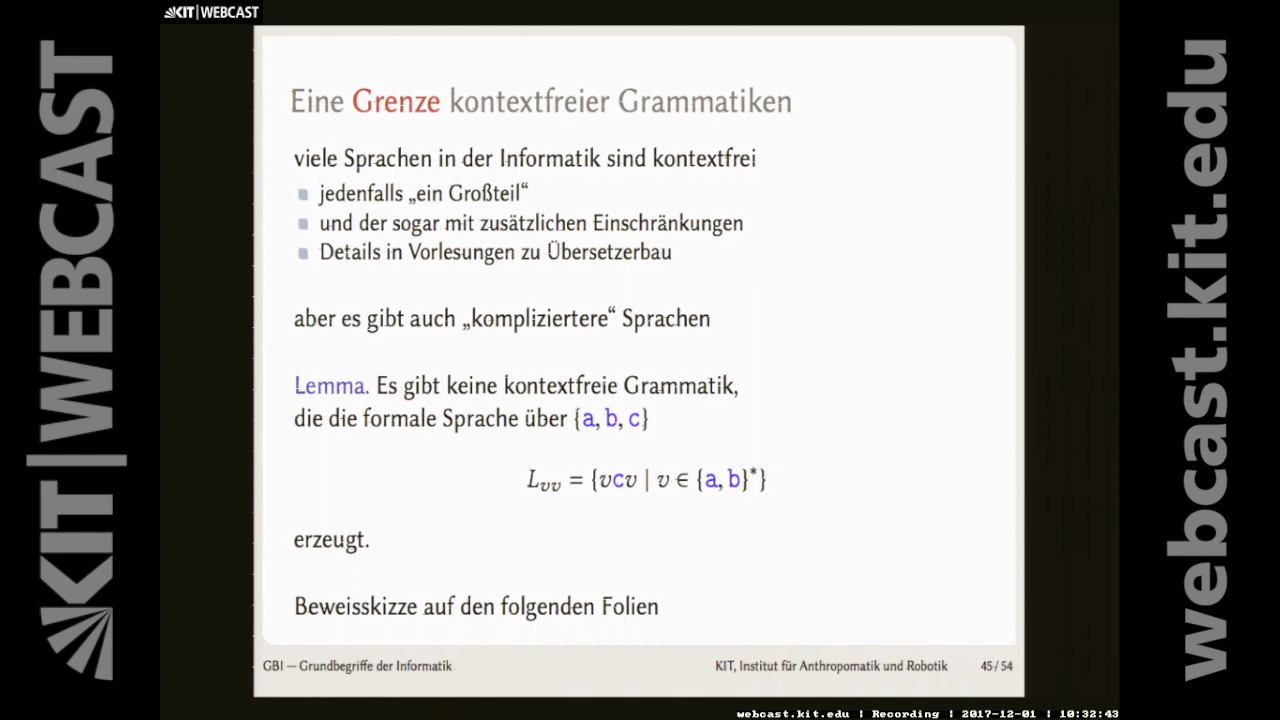 KIT|WEBCAST
KIT|WEBCAST
webcast.kit.edu
Eine Grenze kontextfreier Grammatiken
viele Sprachen in der Informatik sind kontextfrei
jedenfalls „ein Großteil“
und der sogar mit zusätzlichen Einschränkungen
Details in Vorlesungen zu Übersetzerbau
aber es gibt auch „kompliziertere“ Sprachen
Lemma. Es gibt keine kontextfreie Grammatik,
die die formale Sprache über {a, b, c}
L_vv = {vcv | v ∈ {a, b}*}
erzeugt.
Beweisskizze auf den folgenden Folien
GBI — Grundbegriffe der Informatik KIT, Institut für Anthropomatik und Robotik 45 / 54
webcast.kit.edu | Recording | 2017-12-01 | 10:32:43